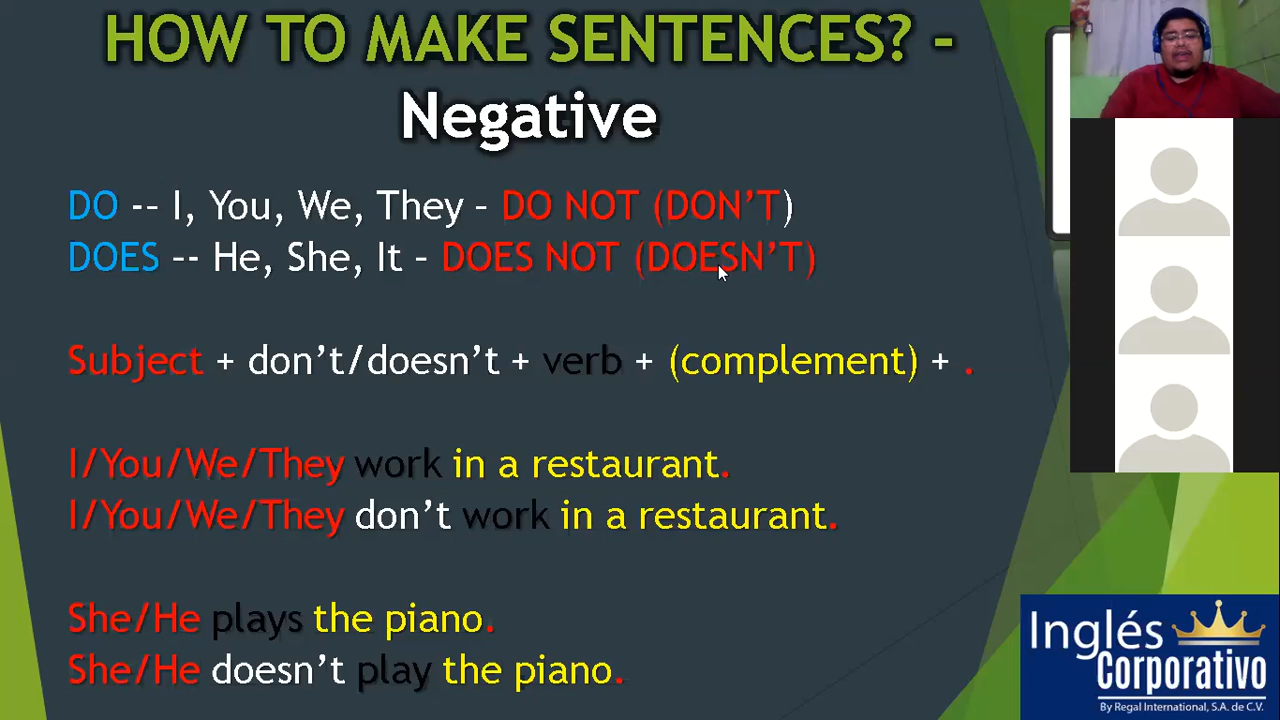 HOW TO MAKE SENTENCES? -
Negative
DO -– I, You, We, They – DO NOT (DON’T)
DOES –- He, She, It – DOES NOT (DOESN’T)
Subject + don’t/doesn’t + verb + (complement) + .
I/You/We/They work in a restaurant.
I/You/We/They don’t work in a restaurant.
She/He plays the piano.
She/He doesn’t play the piano.
Inglés
Corporativo
By Regal International, S.A. de C.V.